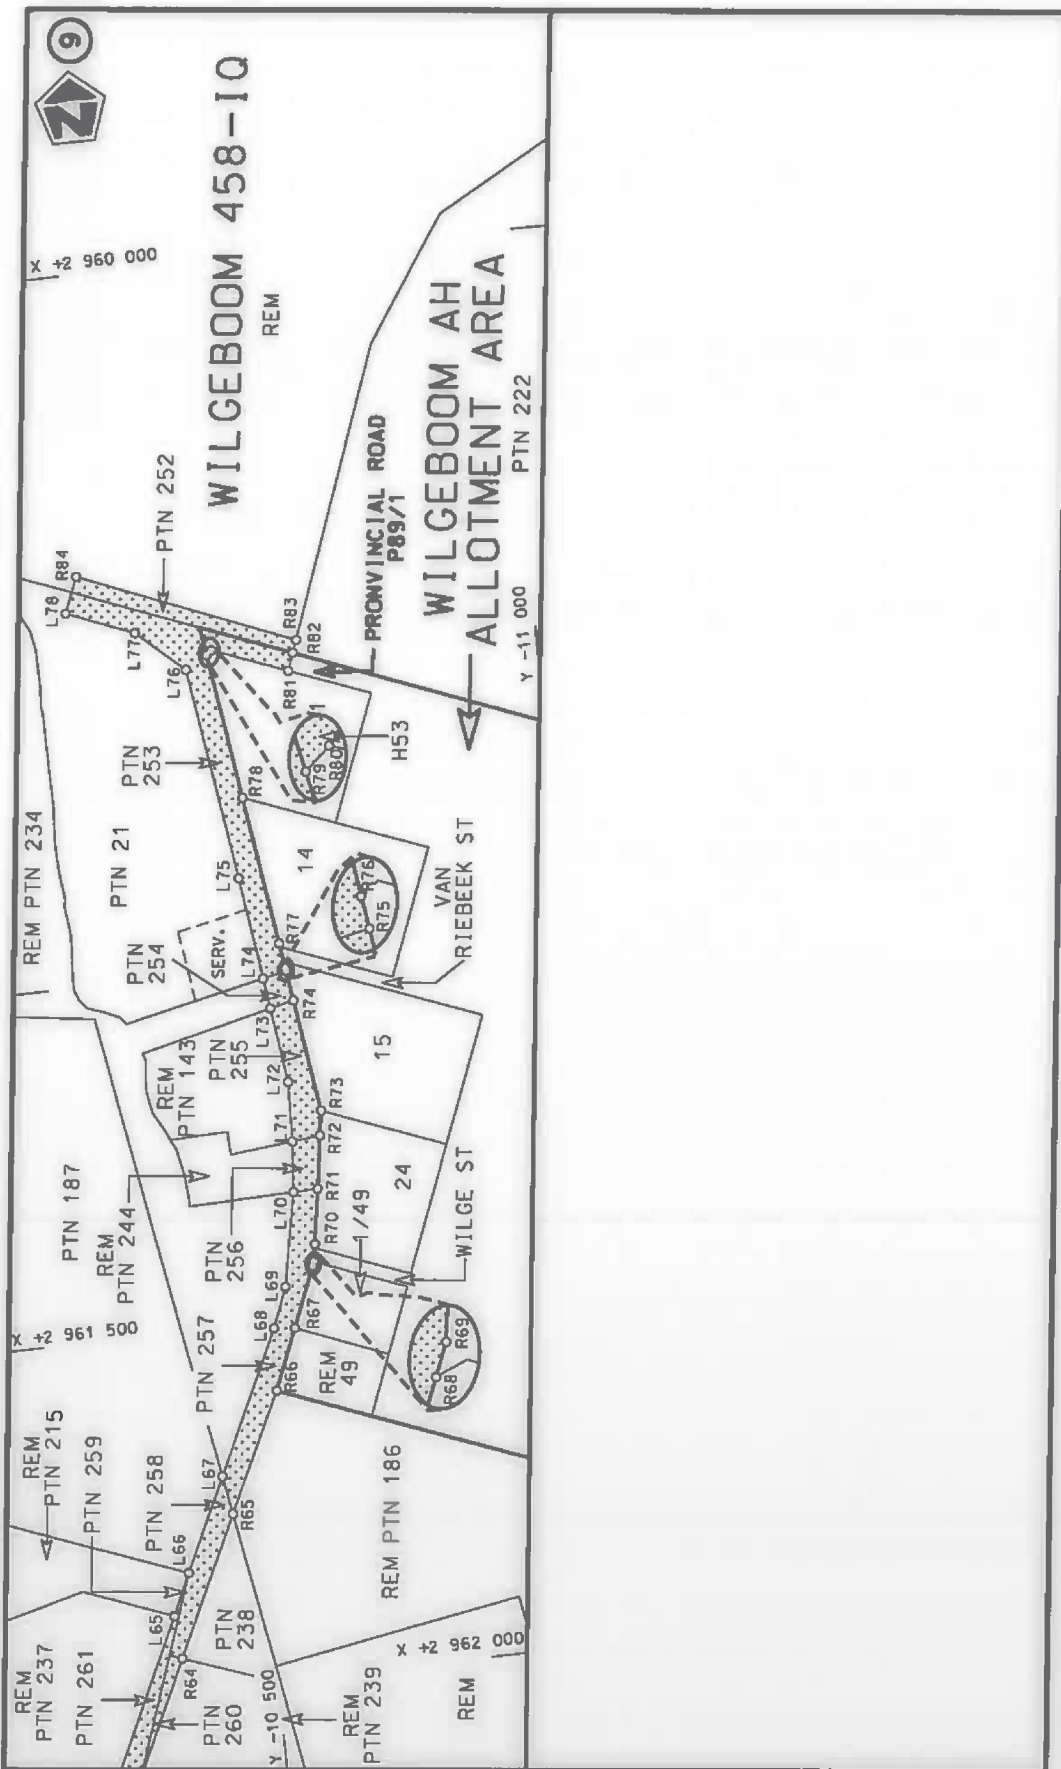 6
N
WILGEBOOM 458-IQ
REM
X +2 960 000
WILGEBOOM AH
ALLOTMENT AREA
PTN 222
Y -11 000
PRONVINCIAL ROAD
P89/1
PTN 252
R84
L78
L77
L76
R83
R82
R81
H53
1
R79
R80
PTN
253
R78
REM PTN 234
PTN 21
L75
14
R76
R75
VAN
RIEBEEK ST
PTN
254
SERV.
L74
R77
L73
R74
15
REM
PTN 143
PTN
255
L72
R73
L71
R72
PTN 187
REM
PTN 244
PTN
256
L70
R71
R70
24
1/49
WILGE ST
L69
L68
R67
R69
R68
X +2 961 500
PTN 257
R66
REM
49
REM
PTN 215
PTN 259
PTN 258
L67
R65
REM PTN 186
L66
L65
PTN
238
R64
X +2 962 000
REM
PTN 237
PTN 261
PTN
260
Y -10 500
REM
PTN 239
REM